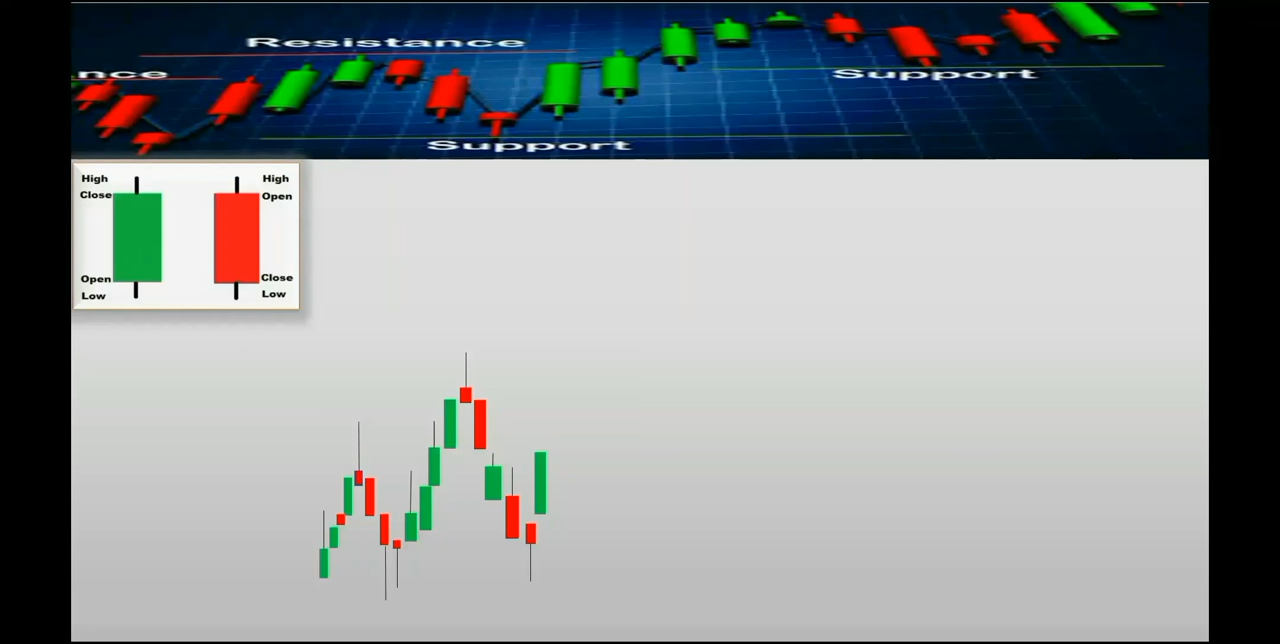 Resistance
nce
Support
Support
High High
Close Open
Open Close
Low Low